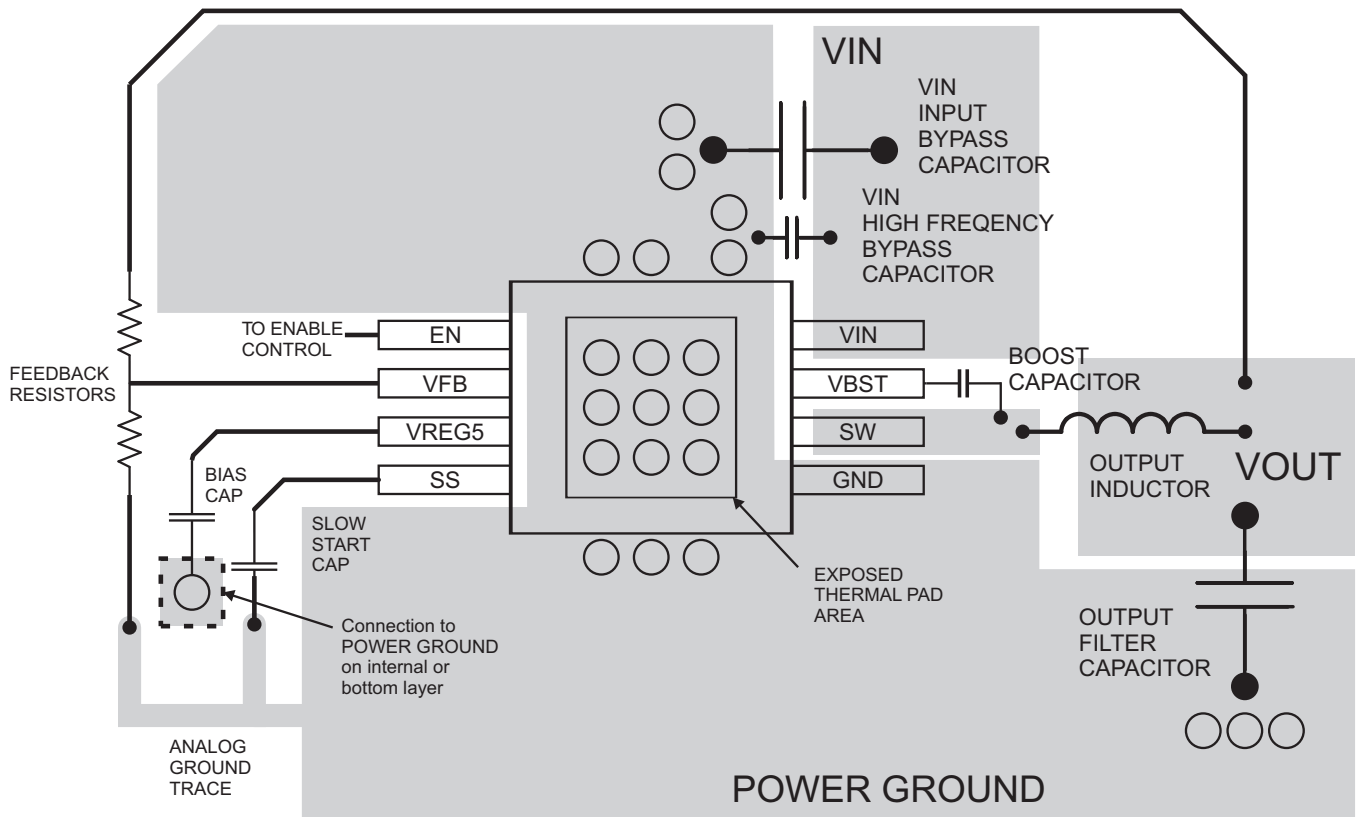 VIN
VIN
INPUT
BYPASS
CAPACITOR
VIN
HIGH FREQENCY
BYPASS
CAPACITOR
TO ENABLE
CONTROL
EN
VFB
VREG5
SS
VIN
VBST
SW
GND
FEEDBACK
RESISTORS
BIAS
CAP
SLOW
START
CAP
BOOST
CAPACITOR
OUTPUT
INDUCTOR
VOUT
EXPOSED
THERMAL PAD
AREA
Connection to
POWER GROUND
on internal or
bottom layer
OUTPUT
FILTER
CAPACITOR
ANALOG
GROUND
TRACE
POWER GROUND